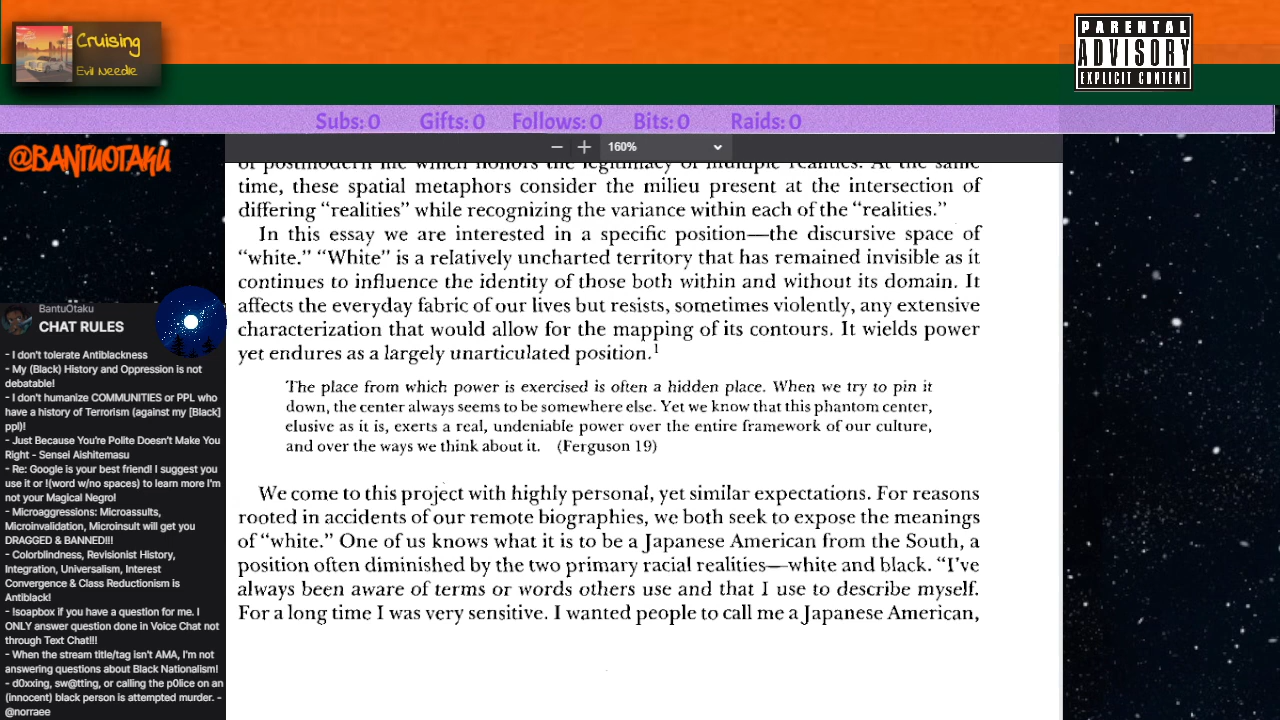 Cruising
Evil Needle
PARENTAL
ADVISORY
EXPLICIT CONTENT
Subs: 0 Gifts: 0 Follows: 0 Bits: 0 Raids: 0
@BANTUOTAKU
160%
of postmodern life which honors the legitimacy of multiple realities. At the same
time, these spatial metaphors consider the milieu present at the intersection of
differing “realities” while recognizing the variance within each of the “realities.”
In this essay we are interested in a specific position—the discursive space of
“white.” “White” is a relatively uncharted territory that has remained invisible as it
continues to influence the identity of those both within and without its domain. It
affects the everyday fabric of our lives but resists, sometimes violently, any extensive
characterization that would allow for the mapping of its contours. It wields power
yet endures as a largely unarticulated position.1
The place from which power is exercised is often a hidden place. When we try to pin it
down, the center always seems to be somewhere else. Yet we know that this phantom center,
elusive as it is, exerts a real, undeniable power over the entire framework of our culture,
and over the ways we think about it. (Ferguson 19)
We come to this project with highly personal, yet similar expectations. For reasons
rooted in accidents of our remote biographies, we both seek to expose the meanings
of “white.” One of us knows what it is to be a Japanese American from the South, a
position often diminished by the two primary racial realities—white and black. “I’ve
always been aware of terms or words others use and that I use to describe myself.
For a long time I was very sensitive. I wanted people to call me a Japanese American,
BantuOtaku
CHAT RULES
- I don't tolerate Antiblackness
- My (Black) History and Oppression is not
debatable!
- I don't humanize COMMUNITIES or PPL who
have a history of Terrorism (against my [Black]
ppl)!
- Just Because You're Polite Doesn't Make You
Right - Sensei Aishitemasu
- Re: Google is your best friend! I suggest you
use it or !(word w/no spaces) to learn more I'm
not your Magical Negro!
- Microaggressions: Microassults,
Microinvalidation, Microinsult will get you
DRAGGED & BANNED!!!
- Colorblindness, Revisionist History,
Integration, Universalism, Interest
Convergence & Class Reductionism is
Antiblack!
- !soapbox if you have a question for me. I
ONLY answer question done in Voice Chat not
through Text Chat!!!
- When the stream title/tag isn't AMA, I'm not
answering questions about Black Nationalism!
- d0xxing, sw@tting, or calling the p0lice on an
(innocent) black person is attempted murder. -
@norraee